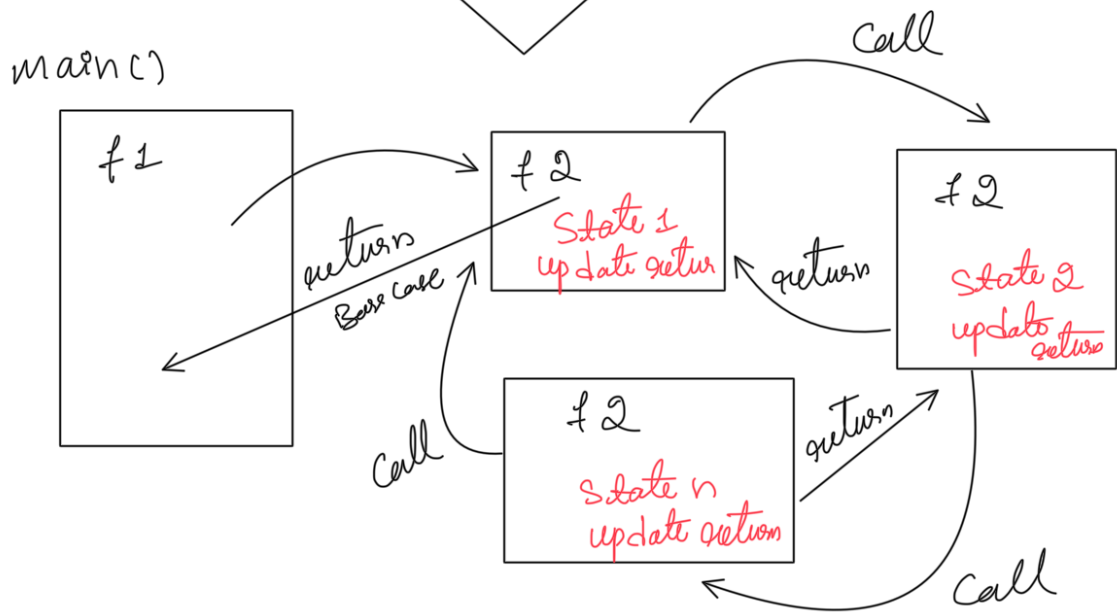 main()
f1
return
Base case
f2
State 1
update retur
Call
f2
State 2
update
return
return
Call
f2
State n
update return
return
Call